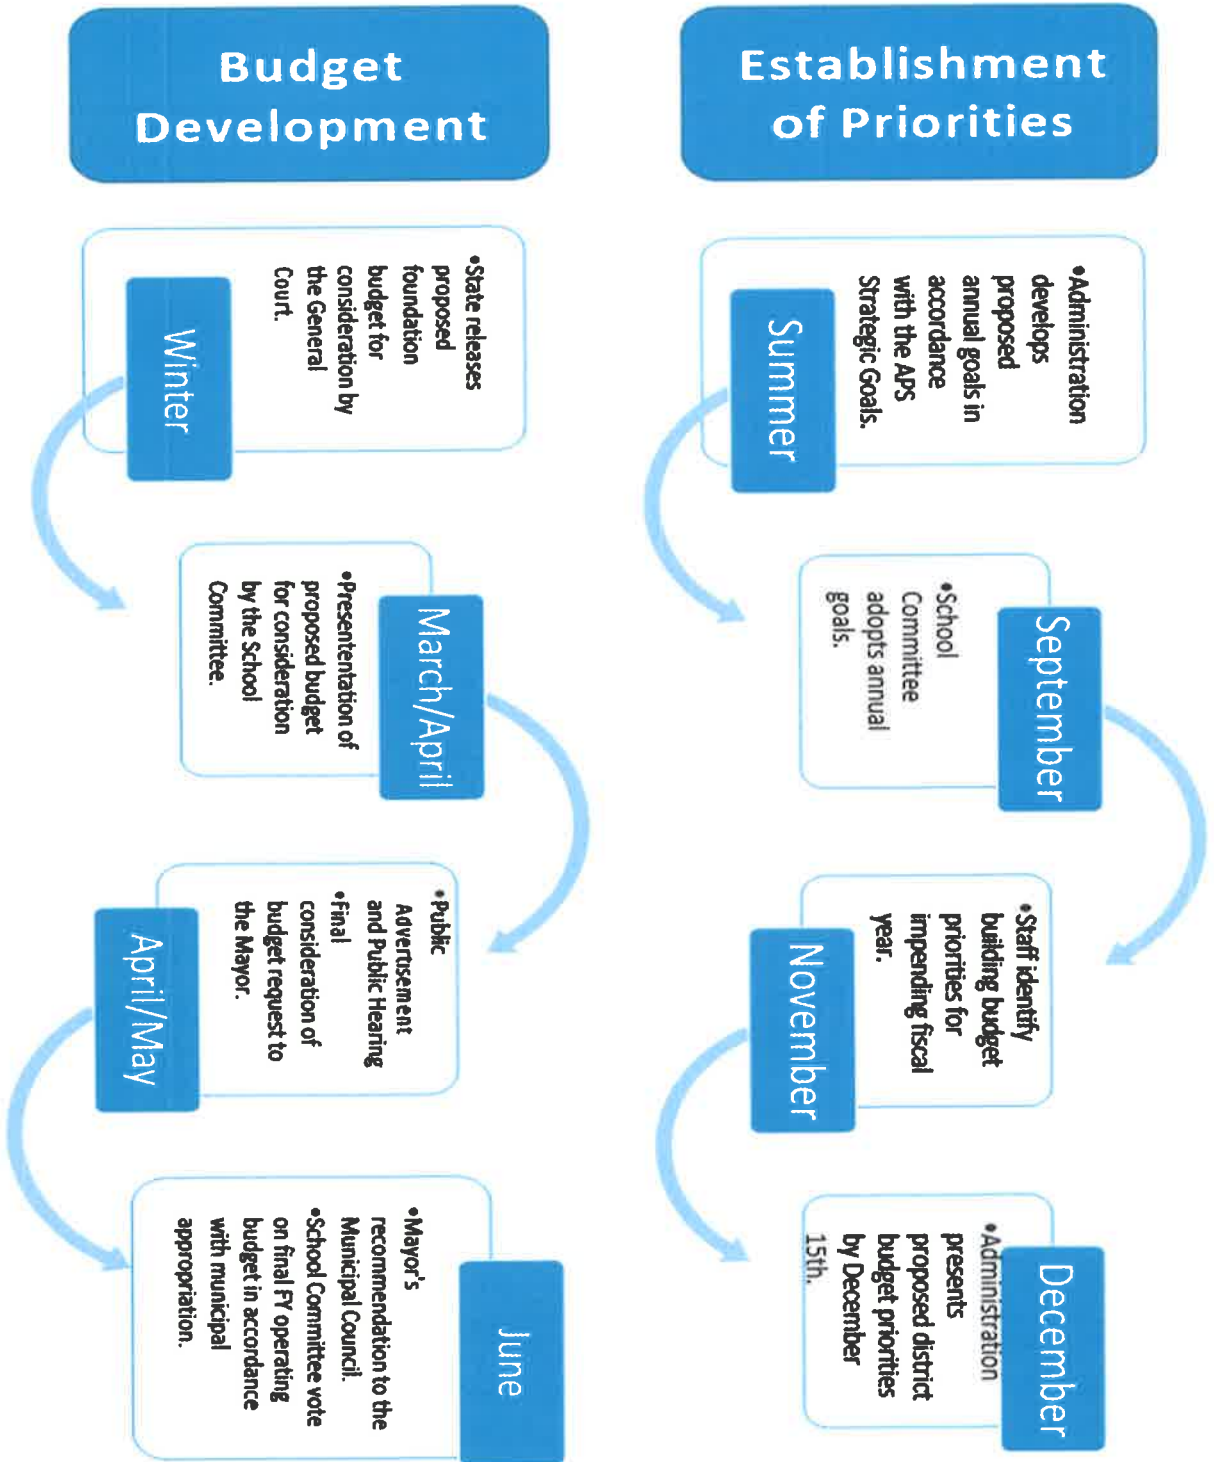 Establishment
of Priorities
•Administration
develops
proposed
annual goals in
accordance
with the APS
Strategic Goals.
Summer
September
•School
Committee
adopts annual
goals.
•Staff identify
building budget
priorities for
impending fiscal
year.
November
December
•Administration
presents
proposed district
budget priorities
by December
15th.
Budget
Development
•State releases
proposed
foundation
budget for
consideration by
the General
Court.
Winter
March/April
•Presententation of
proposed budget
for consideration
by the School
Committee.
•Public
Advertisement
and Public Hearing
•Final
consideration of
budget request to
the Mayor.
April/May
June
•Mayor's
recommendation to the
Municipal Council.
•School Committee vote
on final FY operating
budget in accordance
with municipal
appropriation.